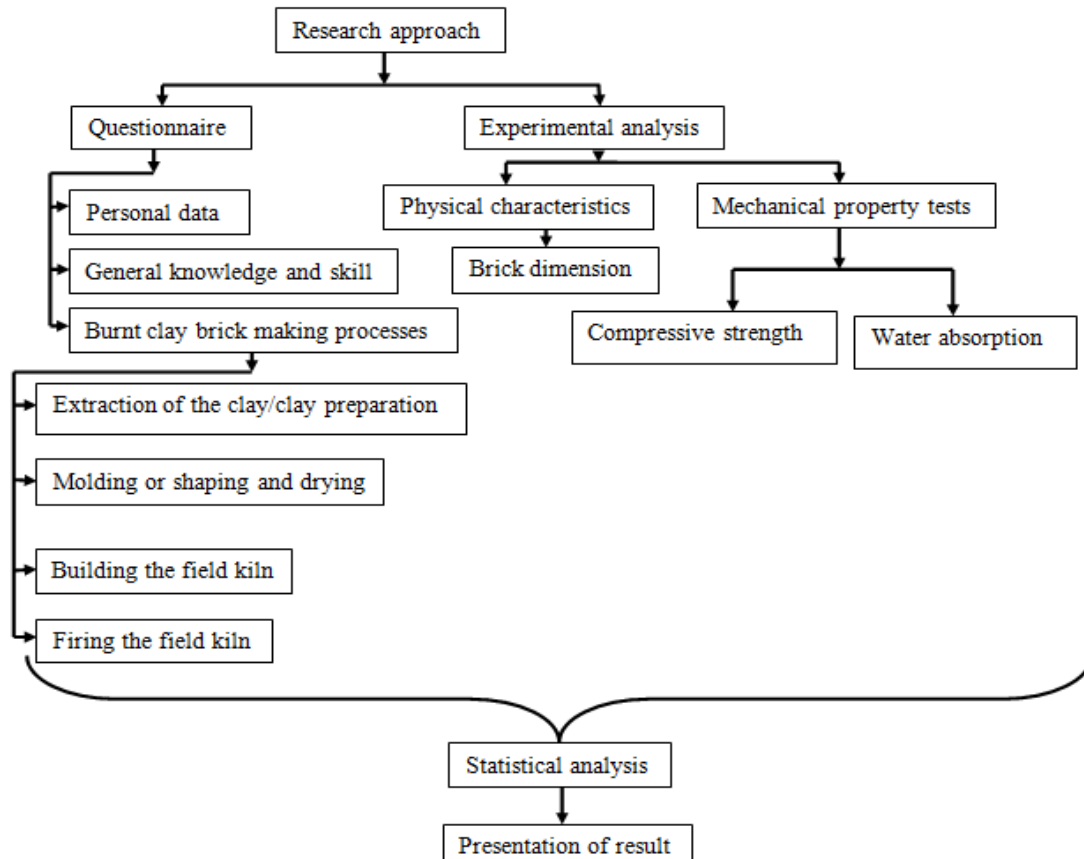 Research approach
Questionnaire
Experimental analysis
Personal data
General knowledge and skill
Burnt clay brick making processes
Extraction of the clay/clay preparation
Molding or shaping and drying
Building the field kiln
Firing the field kiln
Physical characteristics
Brick dimension
Mechanical property tests
Compressive strength
Water absorption
Statistical analysis
Presentation of result